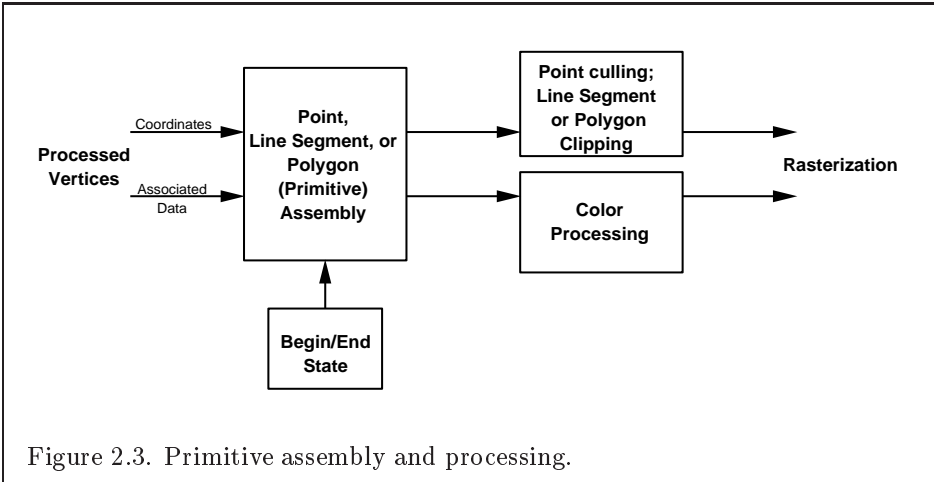 Processed
Vertices
Coordinates
Associated
Data
Point,
Line Segment, or
Polygon
(Primitive)
Assembly
Begin/End
State
Point culling;
Line Segment
or Polygon
Clipping
Color
Processing
Rasterization
Figure 2.3. Primitive assembly and processing.